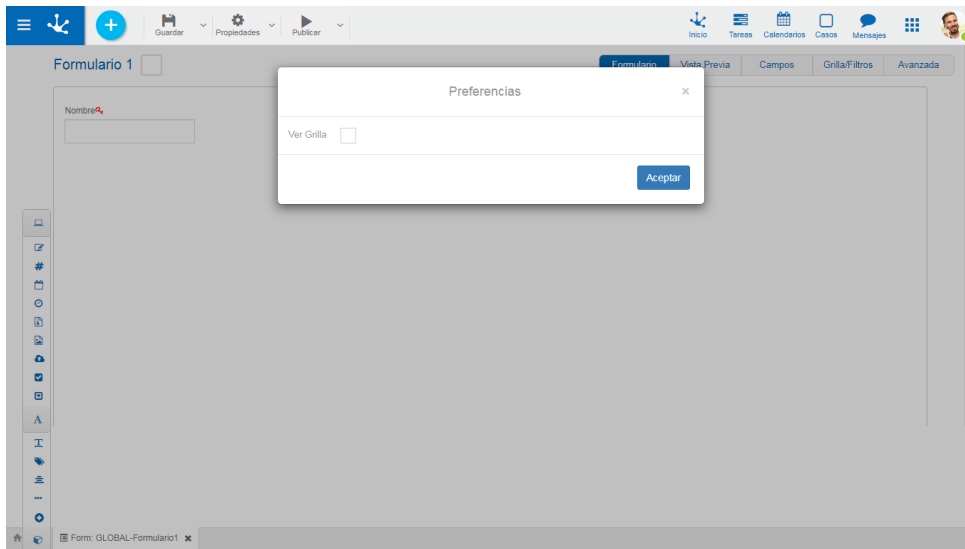 Guardar
Propiedades
Publicar
Inicio
Tareas
Calendarios
Casos
Mensajes
Formulario 1
Formulario
Vista Previa
Campos
Grilla/Filtros
Avanzada
Preferencias
×
Nombre
Ver Grilla
Aceptar
Form: GLOBAL-Formulario1